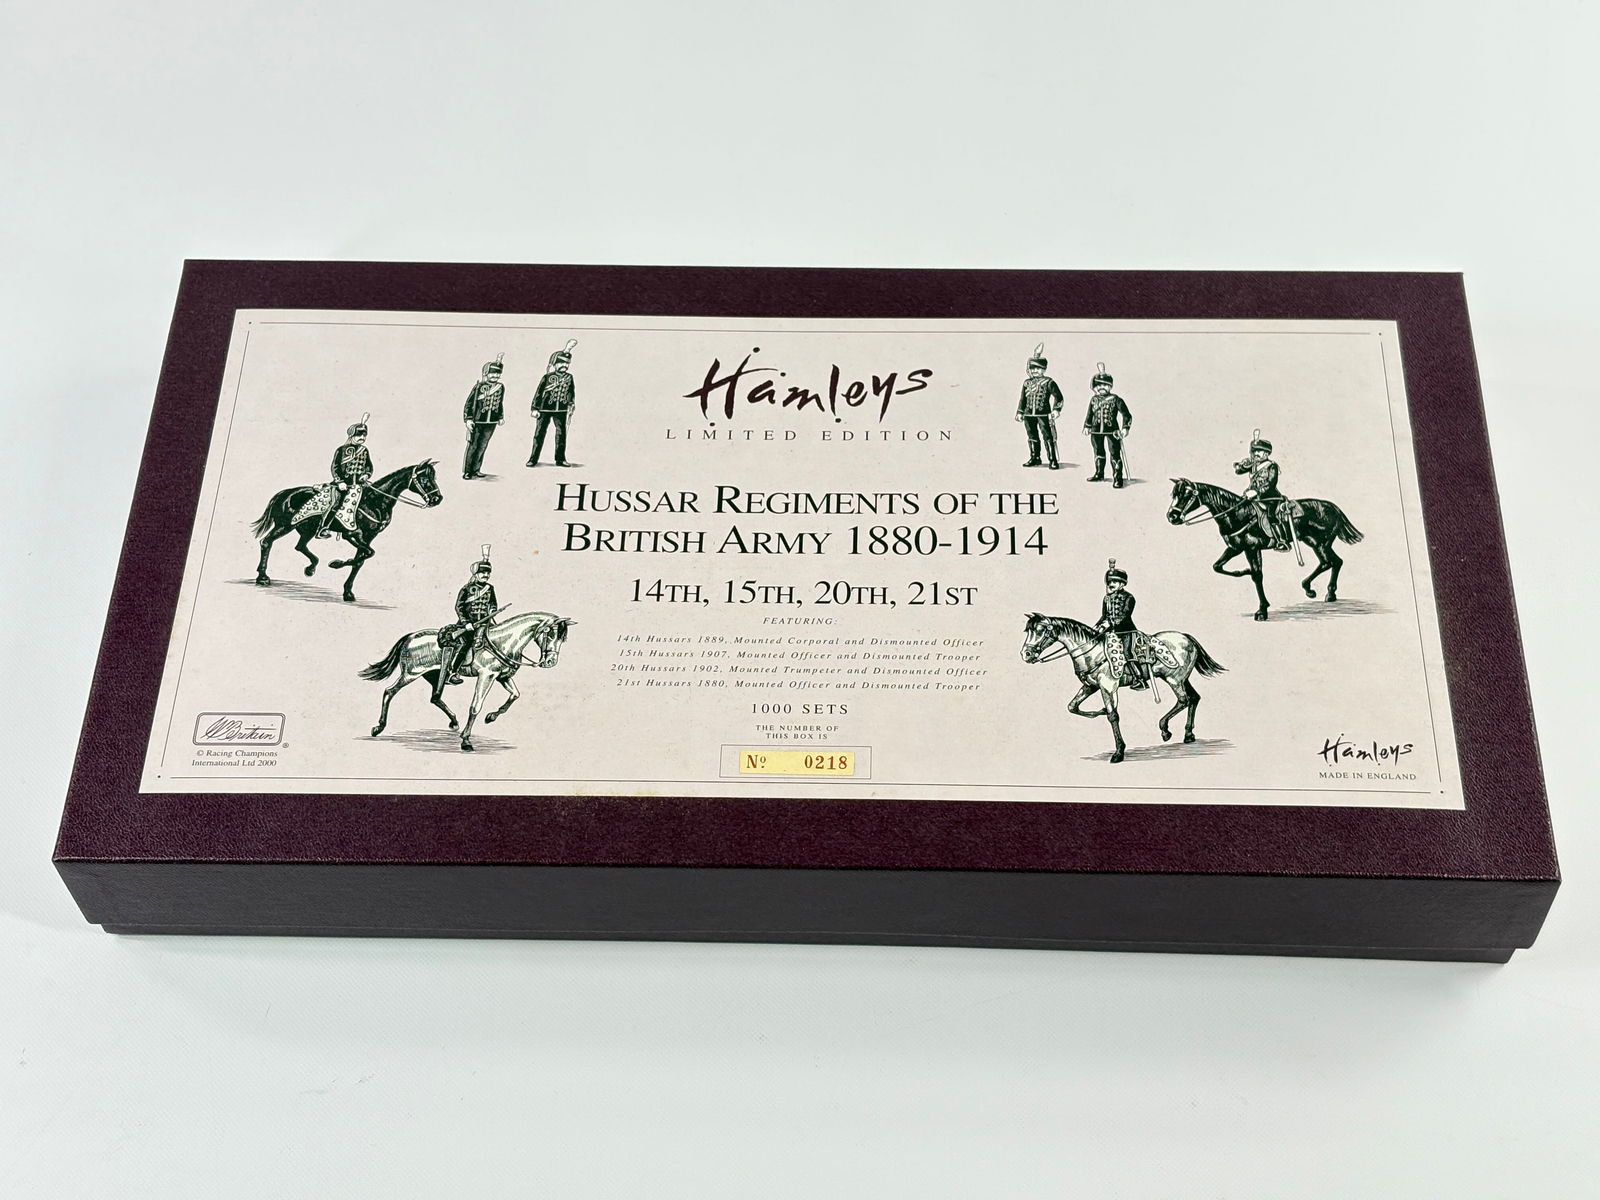 Hamleys
LIMITED EDITION
HUSSAR REGIMENTS OF THE
BRITISH ARMY 1880-1914
14TH, 15TH, 20TH, 21ST
FEATURING:
14th Hussars 1889, Mounted Corporal and Dismounted Officer
15th Hussars 1907, Mounted Officer and Dismounted Trooper
20th Hussars 1902, Mounted Trumpeter and Dismounted Officer
21st Hussars 1880, Mounted Officer and Dismounted Trooper
1000 SETS
THE NUMBER OF
THIS BOX IS
Nº 0218
W Britain ®
© Racing Champions
International Ltd 2000
Hamleys
MADE IN ENGLAND